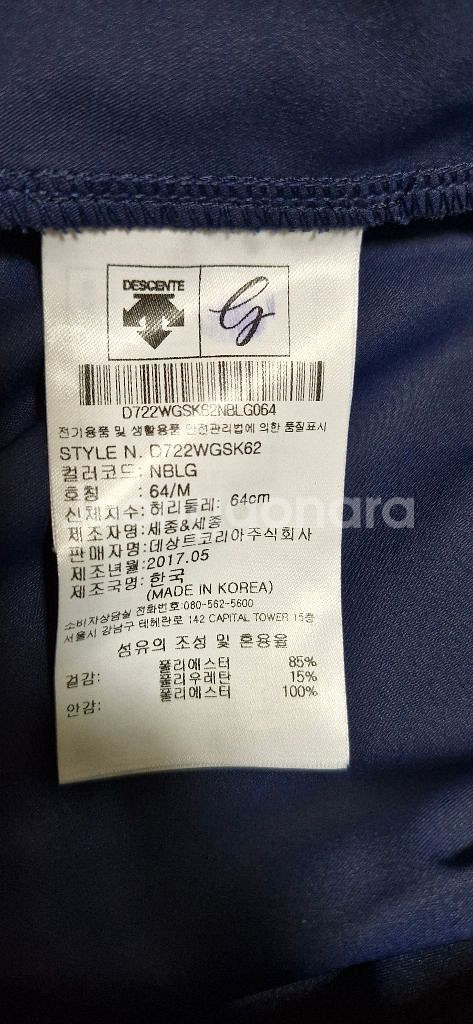 DESCENTE
D722WGSK62NBLG064
전기용품 및 생활용품 안전관리법에 의한 품질표시
STYLE N. D722WGSK62
컬러코드: NBLG
호칭 : 64/M
신체치수: 허리둘레: 64cm
제조자명: 세종&세종
판매자명: 데상트코리아주식회사
제조년월: 2017.05
제조국명: 한국
(MADE IN KOREA)
소비자상담실 전화번호:080-562-5600
서울시 강남구 테헤란로 142 CAPITAL TOWER 15층
섬유의 조성 및 혼용율
겉감: 폴리에스터 85%
폴리우레탄 15%
안감: 폴리에스터 100%